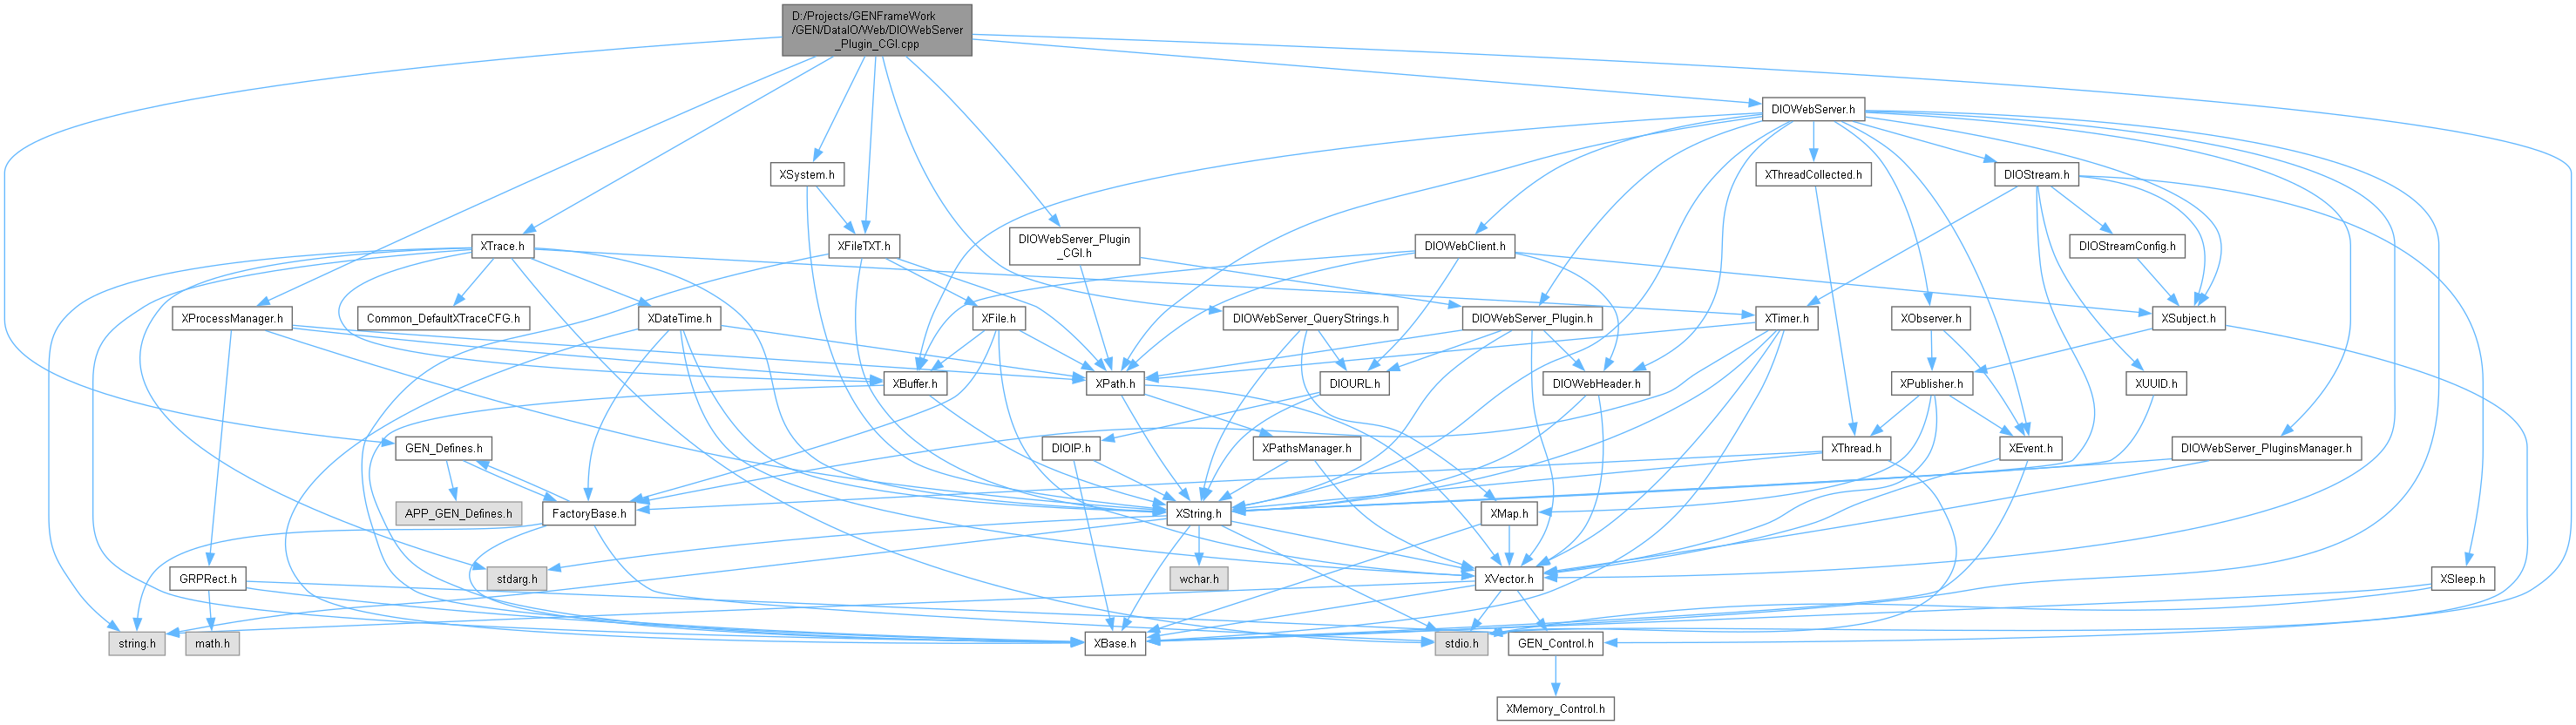 D:/Projects/GENFrameWork
/GEN/DataIO/Web/DIOWebServer
_Plugin_CGI.cpp
DIOWebServer.h
XSystem.h
XThreadCollected.h
DIOStream.h
XTrace.h
XFileTXT.h
DIOWebServer_Plugin
_CGI.h
DIOWebClient.h
DIOStreamConfig.h
XProcessManager.h
Common_DefaultXTraceCFG.h
XDateTime.h
XFile.h
DIOWebServer_QueryStrings.h
DIOWebServer_Plugin.h
XTimer.h
XObserver.h
XSubject.h
XBuffer.h
XPath.h
DIOURL.h
DIOWebHeader.h
XPublisher.h
XUUID.h
GEN_Defines.h
DIOIP.h
XPathsManager.h
XThread.h
XEvent.h
DIOWebServer_PluginsManager.h
APP_GEN_Defines.h
FactoryBase.h
XString.h
XMap.h
GRPRect.h
stdarg.h
wchar.h
XVector.h
XSleep.h
string.h
math.h
XBase.h
stdio.h
GEN_Control.h
XMemory_Control.h